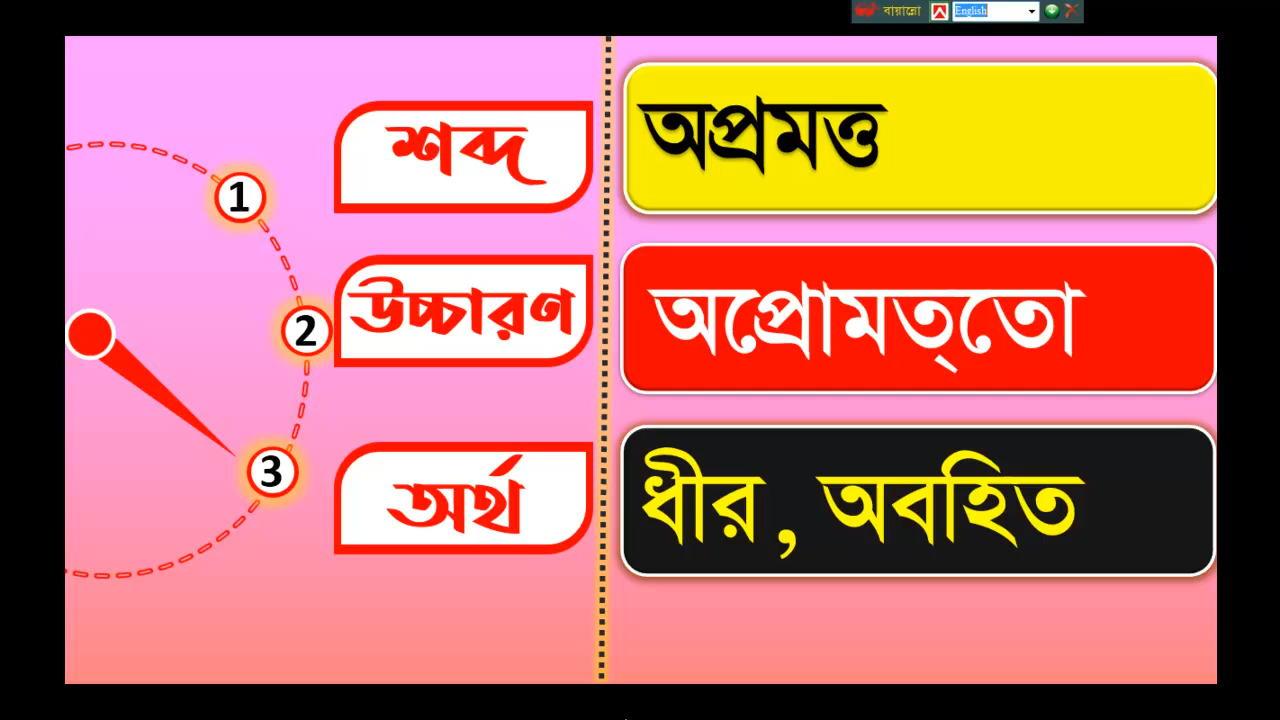 বায়ান্নো English
1 শব্দ অপ্রমত্ত
2 উচ্চারণ অপ্রোমত্‌তো
3 অর্থ ধীর, অবহিত